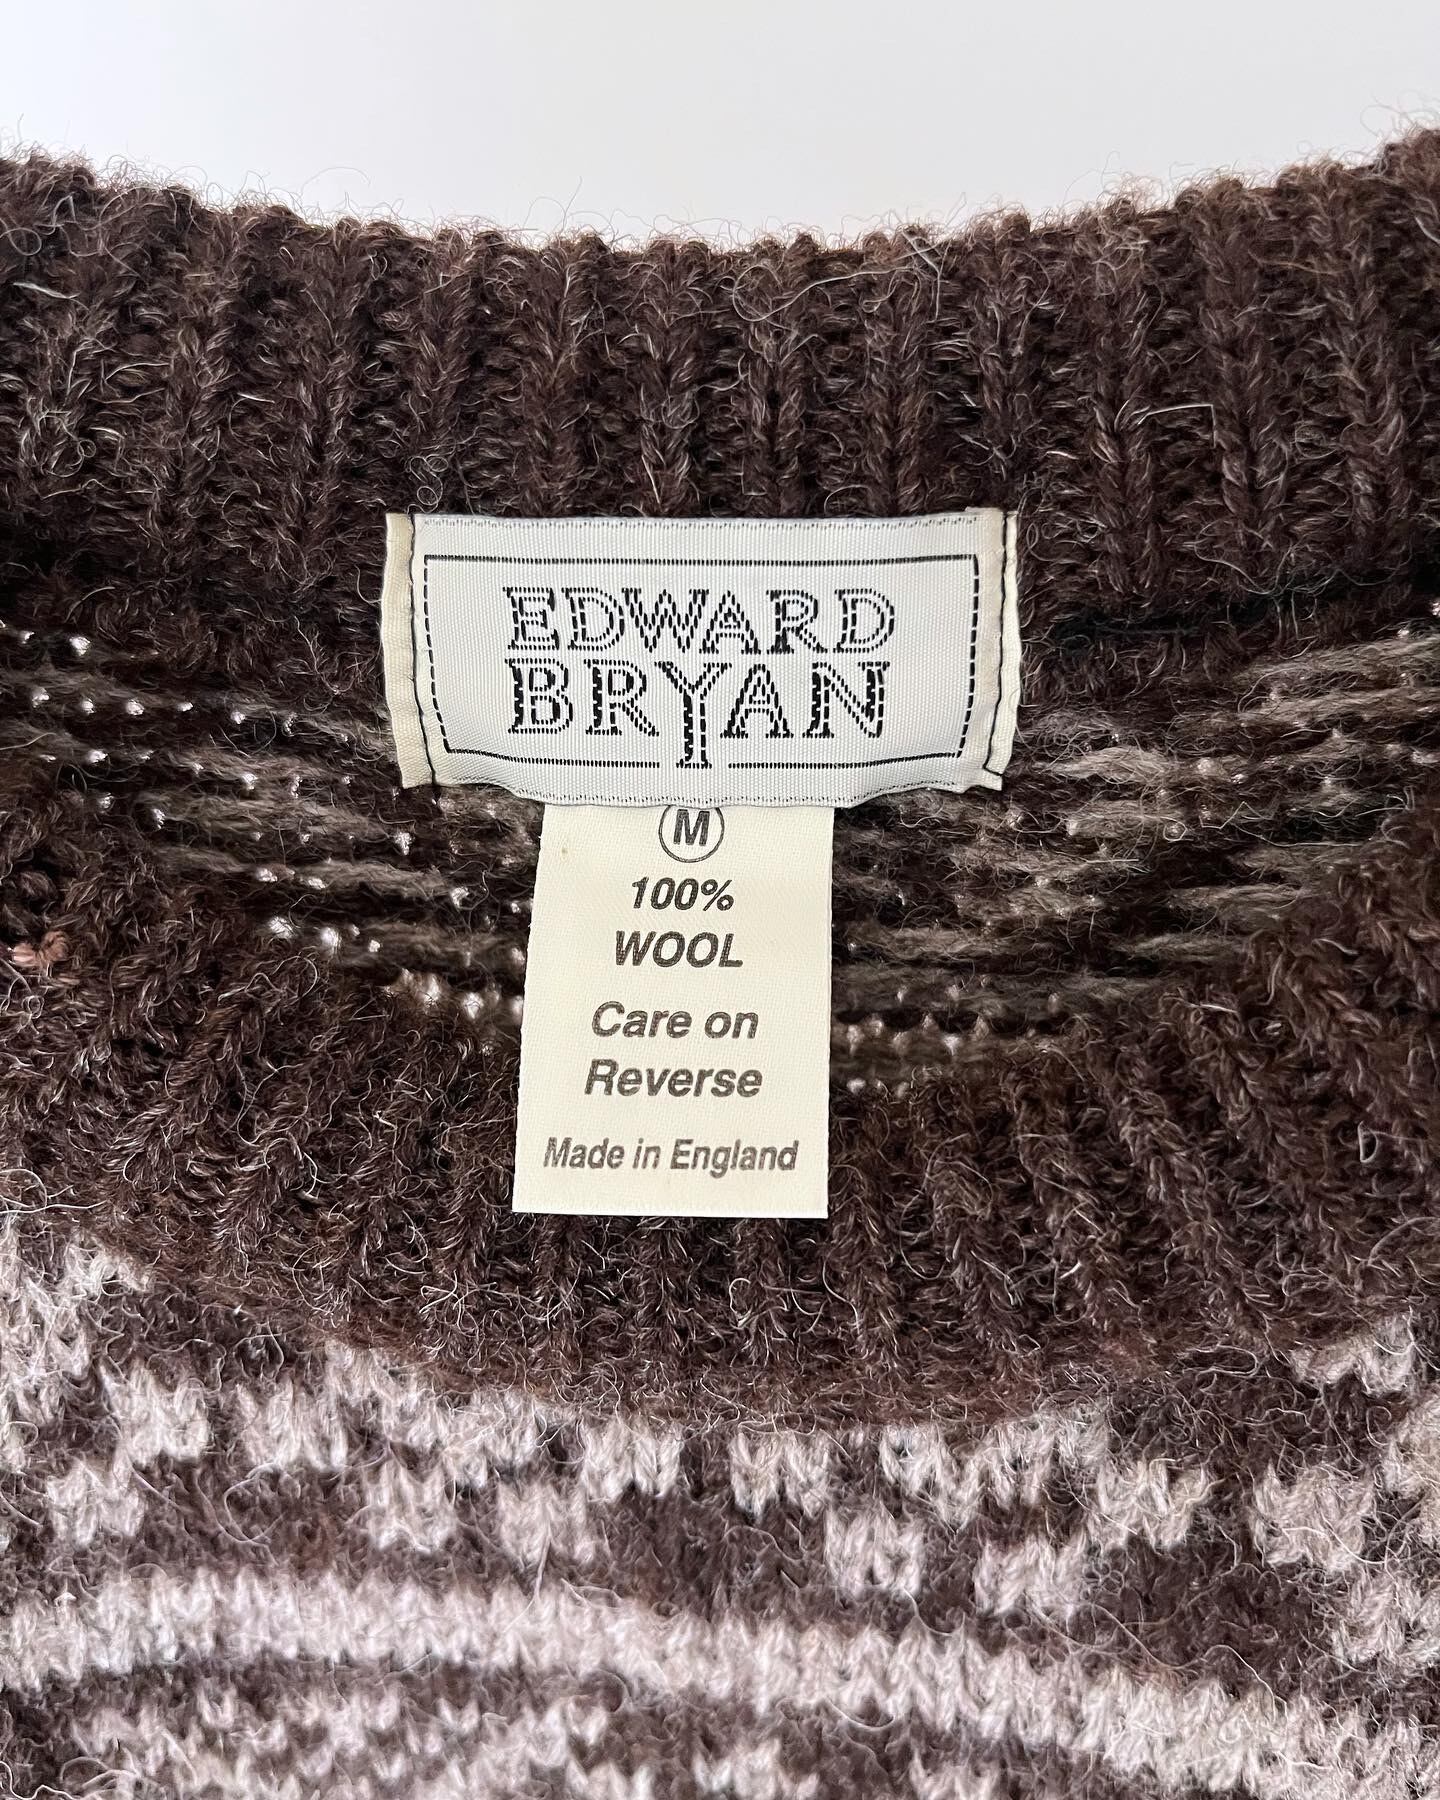 EDWARD
BRYAN
M
100%
WOOL
Care on
Reverse
Made in England